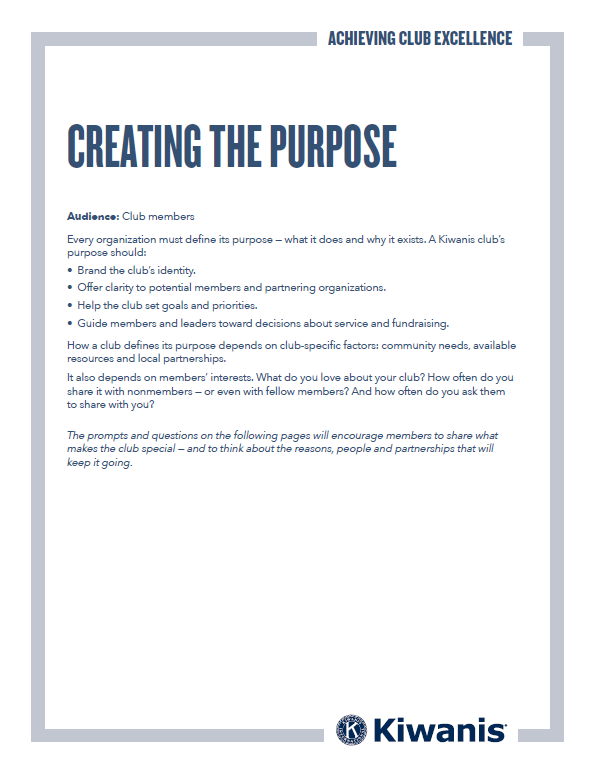 ACHIEVING CLUB EXCELLENCE
CREATING THE PURPOSE
Audience: Club members
Every organization must define its purpose – what it does and why it exists. A Kiwanis club's
purpose should:
• Brand the club's identity.
• Offer clarity to potential members and partnering organizations.
• Help the club set goals and priorities.
• Guide members and leaders toward decisions about service and fundraising.
How a club defines its purpose depends on club-specific factors: community needs, available
resources and local partnerships.
It also depends on members' interests. What do you love about your club? How often do you
share it with nonmembers – or even with fellow members? And how often do you ask them
to share with you?
The prompts and questions on the following pages will encourage members to share what
makes the club special – and to think about the reasons, people and partnerships that will
keep it going.
K Kiwanis